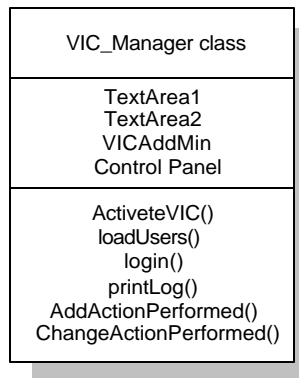 VIC_Manager class
TextArea1
TextArea2
VICAddMin
Control Panel
ActiveteVIC()
loadUsers()
login()
printLog()
AddActionPerformed()
ChangeActionPerformed()